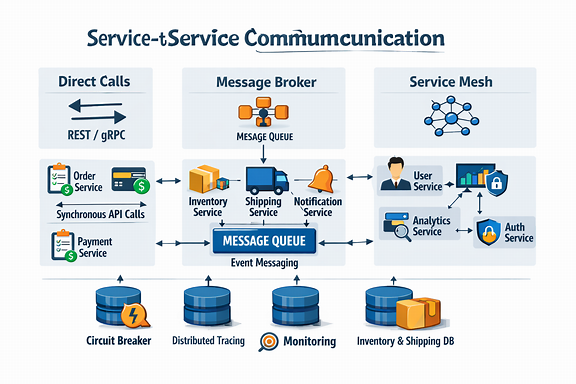 Service-tService Commumcunication
Direct Calls
REST / gRPC
Message Broker
MESAGE QUEUE
Service Mesh
Order
Service
Synchronous API Calls
Payment
Service
Inventory
Service
Shipping
Service
Notification
Service
MESSAGE QUEUE
Event Messaging
User
Service
Analytics
Service
Auth
Service
Circuit Breaker
Distributed Tracing
Monitoring
Inventory & Shipping DB